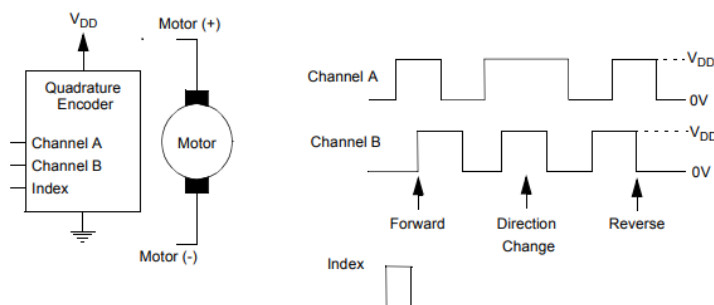 VDD
Motor (+)
Quadrature
Encoder
Channel A
Channel B
Index
Motor
Motor (-)
Channel A
VDD
0V
Channel B
VDD
0V
Forward
Direction
Change
Reverse
Index